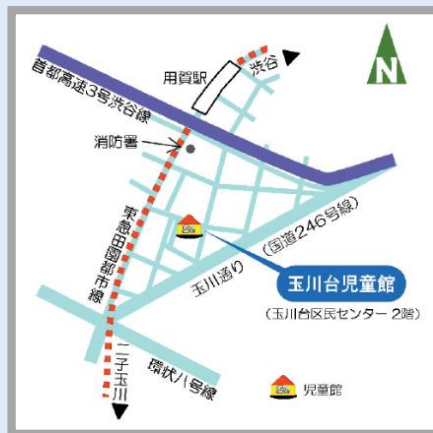 首都高速3号渋谷線
用賀駅
渋谷
N
消防署
東急田園都市線
玉川通り
(国道246号線)
玉川台児童館
(玉川台区民センター 2階)
二子玉川
環状八号線
児童館